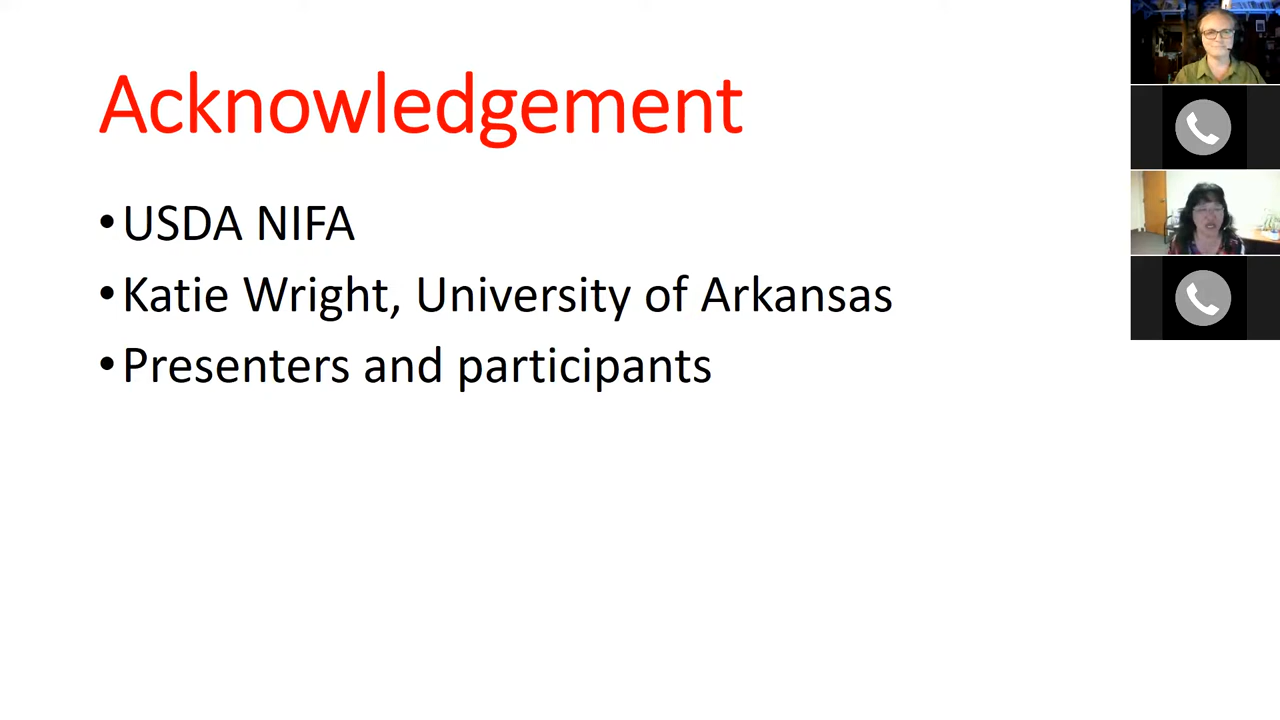 Acknowledgement
•USDA NIFA
•Katie Wright, University of Arkansas
•Presenters and participants